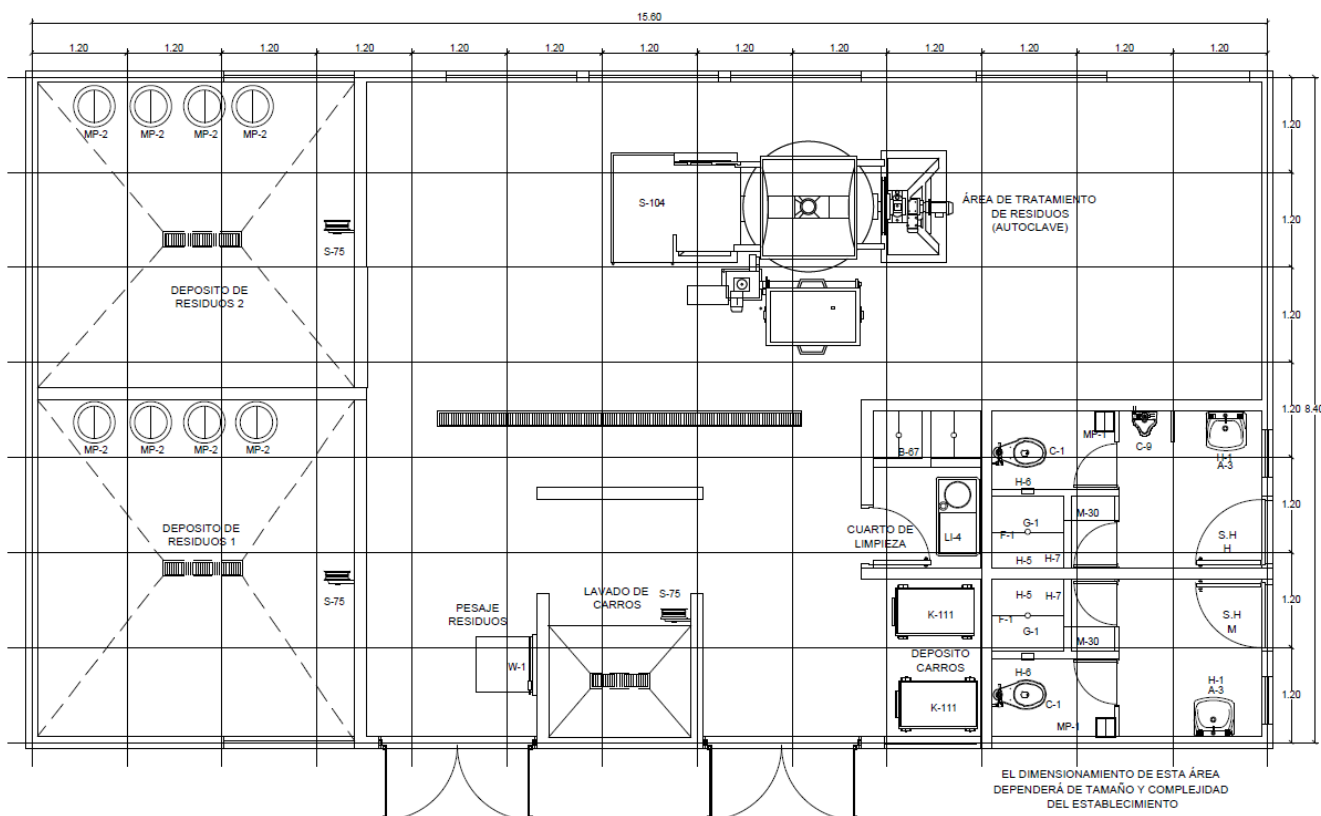 15.60
1.20 1.20 1.20 1.20 1.20 1.20 1.20 1.20 1.20 1.20 1.20 1.20 1.20
MP-2 MP-2 MP-2 MP-2
1.20
S-104
ÁREA DE TRATAMIENTO
DE RESIDUOS
(AUTOCLAVE)
1.20
S-75
DEPOSITO DE
RESIDUOS 2
1.20
1.20 8.40
MP-2 MP-2 MP-2 MP-2
B-67
C-1
MP-1
C-9
H-1
A-3
H-6
1.20
DEPOSITO DE
RESIDUOS 1
CUARTO DE
LIMPIEZA
LI-4
G-1
F-1
M-30
H-5 H-7
S.H
H
S-75
LAVADO DE
CARROS
S-75
PESAJE
RESIDUOS
K-111
H-5 H-7
F-1
G-1
M-30
S.H
M
1.20
W-1
DEPOSITO
CARROS
K-111
H-6
C-1
MP-1
H-1
A-3
1.20
EL DIMENSIONAMIENTO DE ESTA ÁREA
DEPENDERÁ DE TAMAÑO Y COMPLEJIDAD
DEL ESTABLECIMIENTO